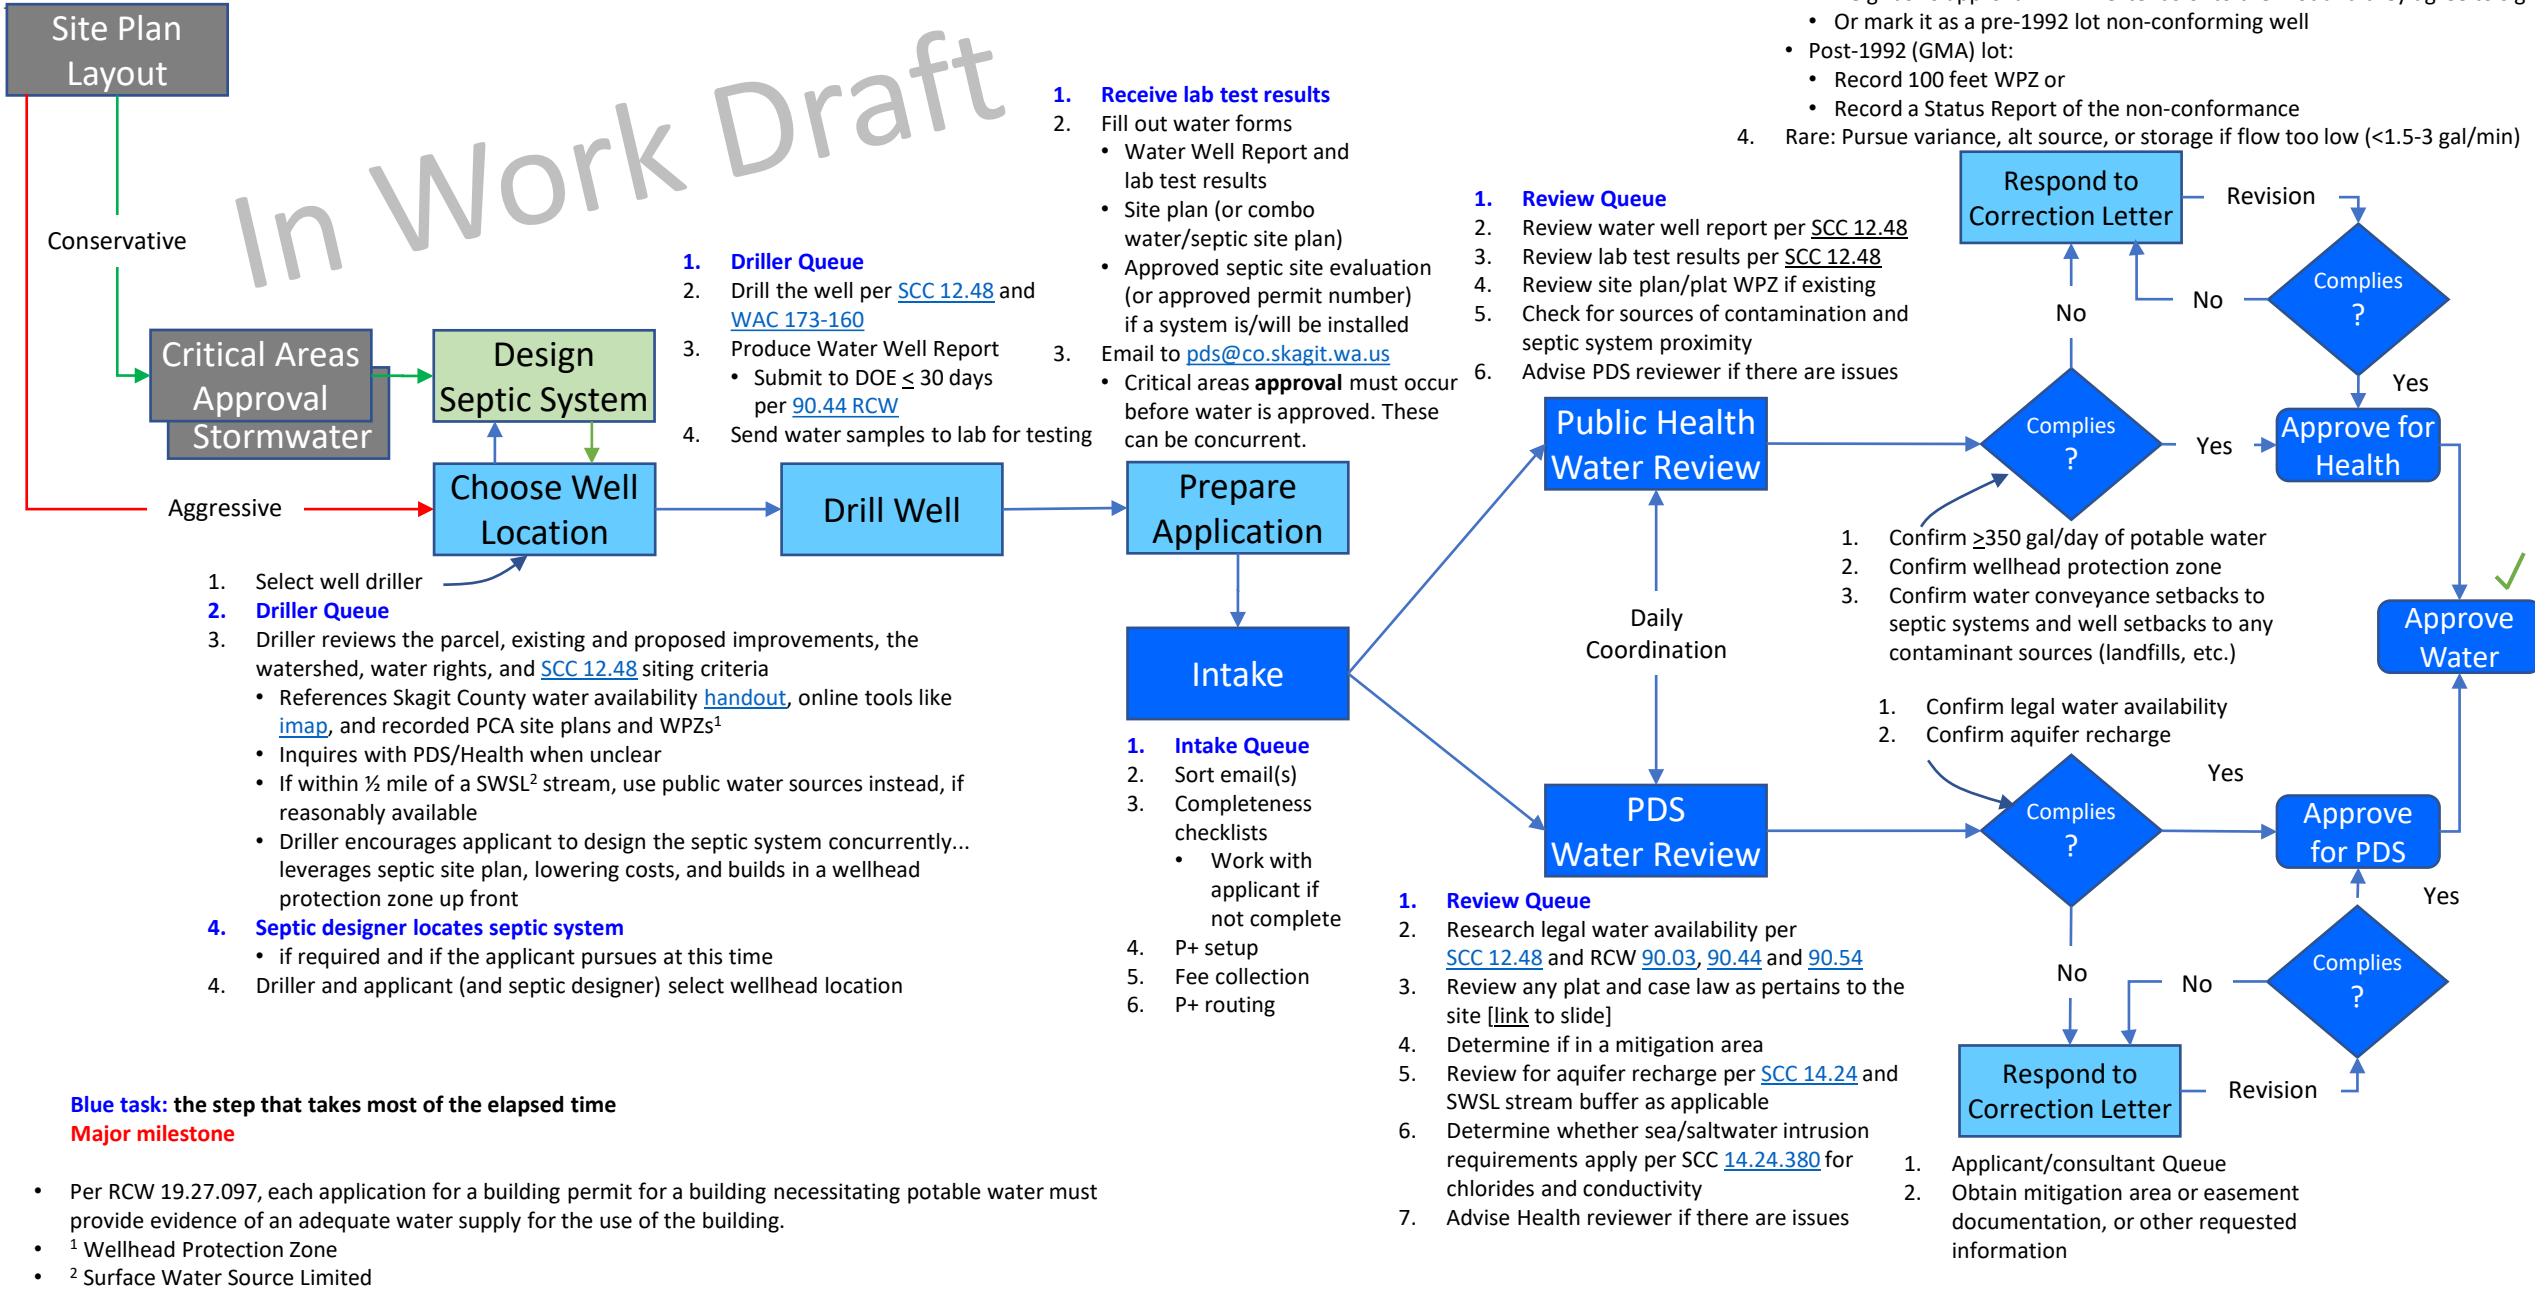 Site Plan
Layout
In Work Draft
Conservative
Aggressive
Critical Areas
Approval
Stormwater
Design
Septic System
Choose Well
Location
1. Select well driller
2. Driller Queue
3. Driller reviews the parcel, existing and proposed improvements, the
watershed, water rights, and SCC 12.48 siting criteria
• References Skagit County water availability handout, online tools like
imap, and recorded PCA site plans and WPZs¹
• Inquires with PDS/Health when unclear
• If within ½ mile of a SWSL² stream, use public water sources instead, if
reasonably available
• Driller encourages applicant to design the septic system concurrently...
leverages septic site plan, lowering costs, and builds in a wellhead
protection zone up front
4. Septic designer locates septic system
• if required and if the applicant pursues at this time
4. Driller and applicant (and septic designer) select wellhead location
1. Driller Queue
2. Drill the well per SCC 12.48 and
WAC 173-160
3. Produce Water Well Report
• Submit to DOE ≤ 30 days
per 90.44 RCW
4. Send water samples to lab for testing
Drill Well
1. Receive lab test results
2. Fill out water forms
• Water Well Report and
lab test results
• Site plan (or combo
water/septic site plan)
• Approved septic site evaluation
(or approved permit number)
if a system is/will be installed
3. Email to pds@co.skagit.wa.us
• Critical areas approval must occur
before water is approved. These
can be concurrent.
Prepare
Application
Intake
1. Intake Queue
2. Sort email(s)
3. Completeness
checklists
• Work with
applicant if
not complete
4. P+ setup
5. Fee collection
6. P+ routing
1. Review Queue
2. Review water well report per SCC 12.48
3. Review lab test results per SCC 12.48
4. Review site plan/plat WPZ if existing
5. Check for sources of contamination and
septic system proximity
6. Advise PDS reviewer if there are issues
Public Health
Water Review
Daily
Coordination
PDS
Water Review
1. Review Queue
2. Research legal water availability per
SCC 12.48 and RCW 90.03, 90.44 and 90.54
3. Review any plat and case law as pertains to the
site [link to slide]
4. Determine if in a mitigation area
5. Review for aquifer recharge per SCC 14.24 and
SWSL stream buffer as applicable
6. Determine whether sea/saltwater intrusion
requirements apply per SCC 14.24.380 for
chlorides and conductivity
7. Advise Health reviewer if there are issues
• Or mark it as a pre-1992 lot non-conforming well
• Post-1992 (GMA) lot:
• Record 100 feet WPZ or
• Record a Status Report of the non-conformance
4. Rare: Pursue variance, alt source, or storage if flow too low (<1.5-3 gal/min)
Respond to
Correction Letter
Revision
Complies
?
No
No
Yes
Complies
?
Yes
Approve for
Health
1. Confirm ≥350 gal/day of potable water
2. Confirm wellhead protection zone
3. Confirm water conveyance setbacks to
septic systems and well setbacks to any
contaminant sources (landfills, etc.)
Approve
Water
1. Confirm legal water availability
2. Confirm aquifer recharge
Yes
Complies
?
Approve
for PDS
Yes
No
No
Complies
?
Respond to
Correction Letter
Revision
1. Applicant/consultant Queue
2. Obtain mitigation area or easement
documentation, or other requested
information
Blue task: the step that takes most of the elapsed time
Major milestone
• Per RCW 19.27.097, each application for a building permit for a building necessitating potable water must
provide evidence of an adequate water supply for the use of the building.
• ¹ Wellhead Protection Zone
• ² Surface Water Source Limited